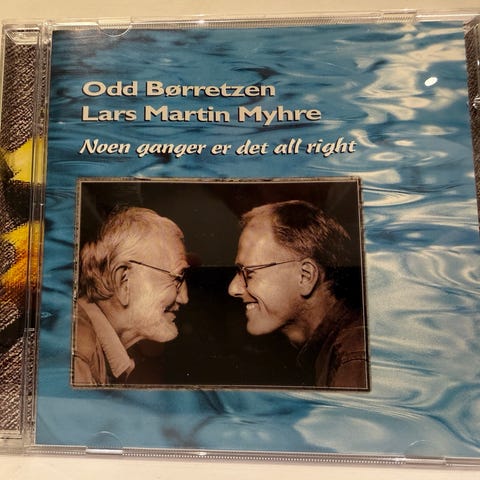 Odd Børretzen
Lars Martin Myhre
Noen ganger er det all right